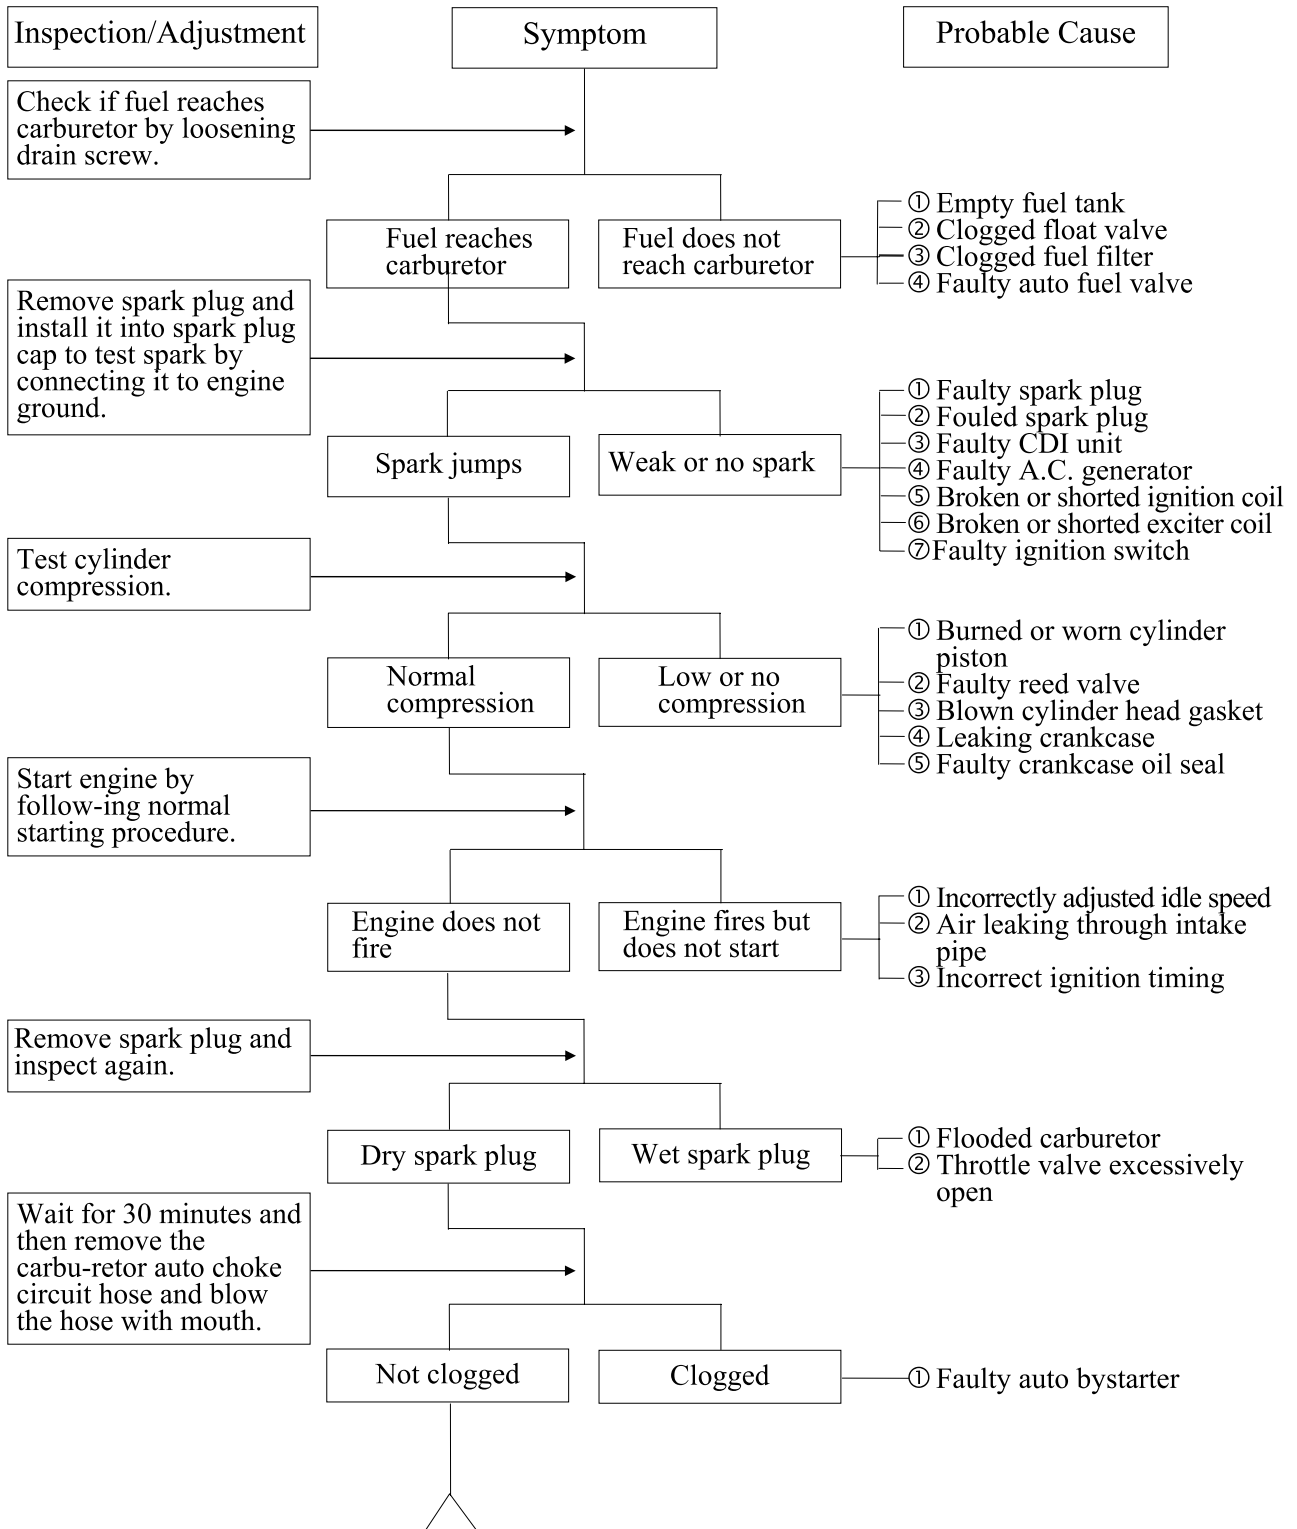 Inspection/Adjustment
Symptom
Probable Cause
Check if fuel reaches
carburetor by loosening
drain screw.
Fuel reaches
carburetor
Fuel does not
reach carburetor
① Empty fuel tank
② Clogged float valve
③ Clogged fuel filter
④ Faulty auto fuel valve
Remove spark plug and
install it into spark plug
cap to test spark by
connecting it to engine
ground.
Spark jumps
Weak or no spark
① Faulty spark plug
② Fouled spark plug
③ Faulty CDI unit
④ Faulty A.C. generator
⑤ Broken or shorted ignition coil
⑥ Broken or shorted exciter coil
⑦Faulty ignition switch
Test cylinder
compression.
Normal
compression
Low or no
compression
① Burned or worn cylinder
piston
② Faulty reed valve
③ Blown cylinder head gasket
④ Leaking crankcase
⑤ Faulty crankcase oil seal
Start engine by
follow-ing normal
starting procedure.
Engine does not
fire
Engine fires but
does not start
① Incorrectly adjusted idle speed
② Air leaking through intake
pipe
③ Incorrect ignition timing
Remove spark plug and
inspect again.
Dry spark plug
Wet spark plug
① Flooded carburetor
② Throttle valve excessively
open
Wait for 30 minutes and
then remove the
carbu-retor auto choke
circuit hose and blow
the hose with mouth.
Not clogged
Clogged
① Faulty auto bystarter